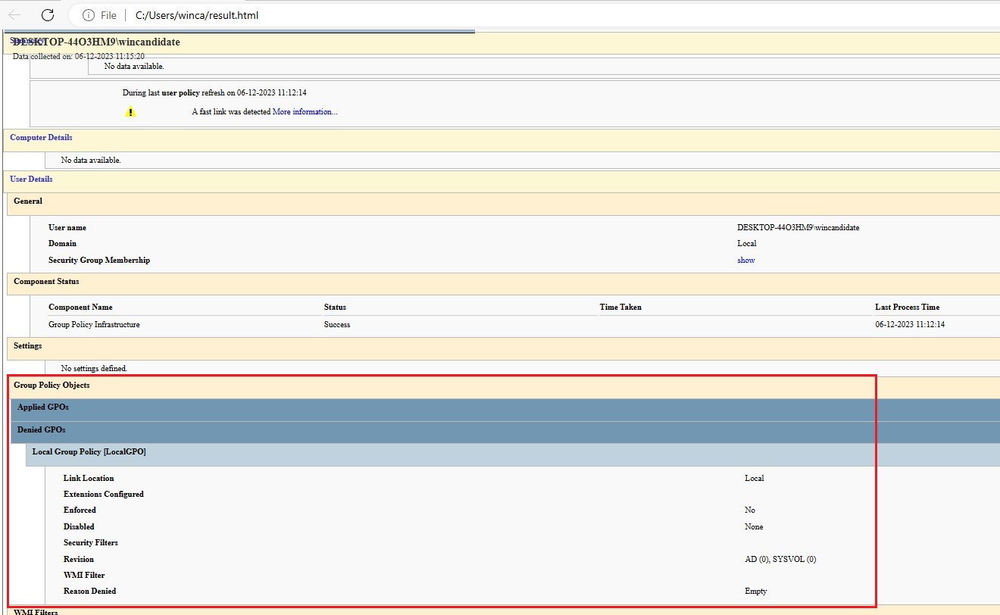 File C:/Users/winca/result.html
Summary
DESKTOP-44O3HM9\wincandidate
Data collected on: 06-12-2023 11:15:20
No data available.
During last user policy refresh on 06-12-2023 11:12:14
A fast link was detected More information...
Computer Details
No data available.
User Details
General
User name DESKTOP-44O3HM9\wincandidate
Domain Local
Security Group Membership show
Component Status
Component Name Status Time Taken Last Process Time
Group Policy Infrastructure Success 06-12-2023 11:12:14
Settings
No settings defined.
Group Policy Objects
Applied GPOs
Denied GPOs
Local Group Policy [LocalGPO]
Link Location Local
Extensions Configured
Enforced No
Disabled None
Security Filters
Revision AD (0), SYSVOL (0)
WMI Filter
Reason Denied Empty
WMI Filters